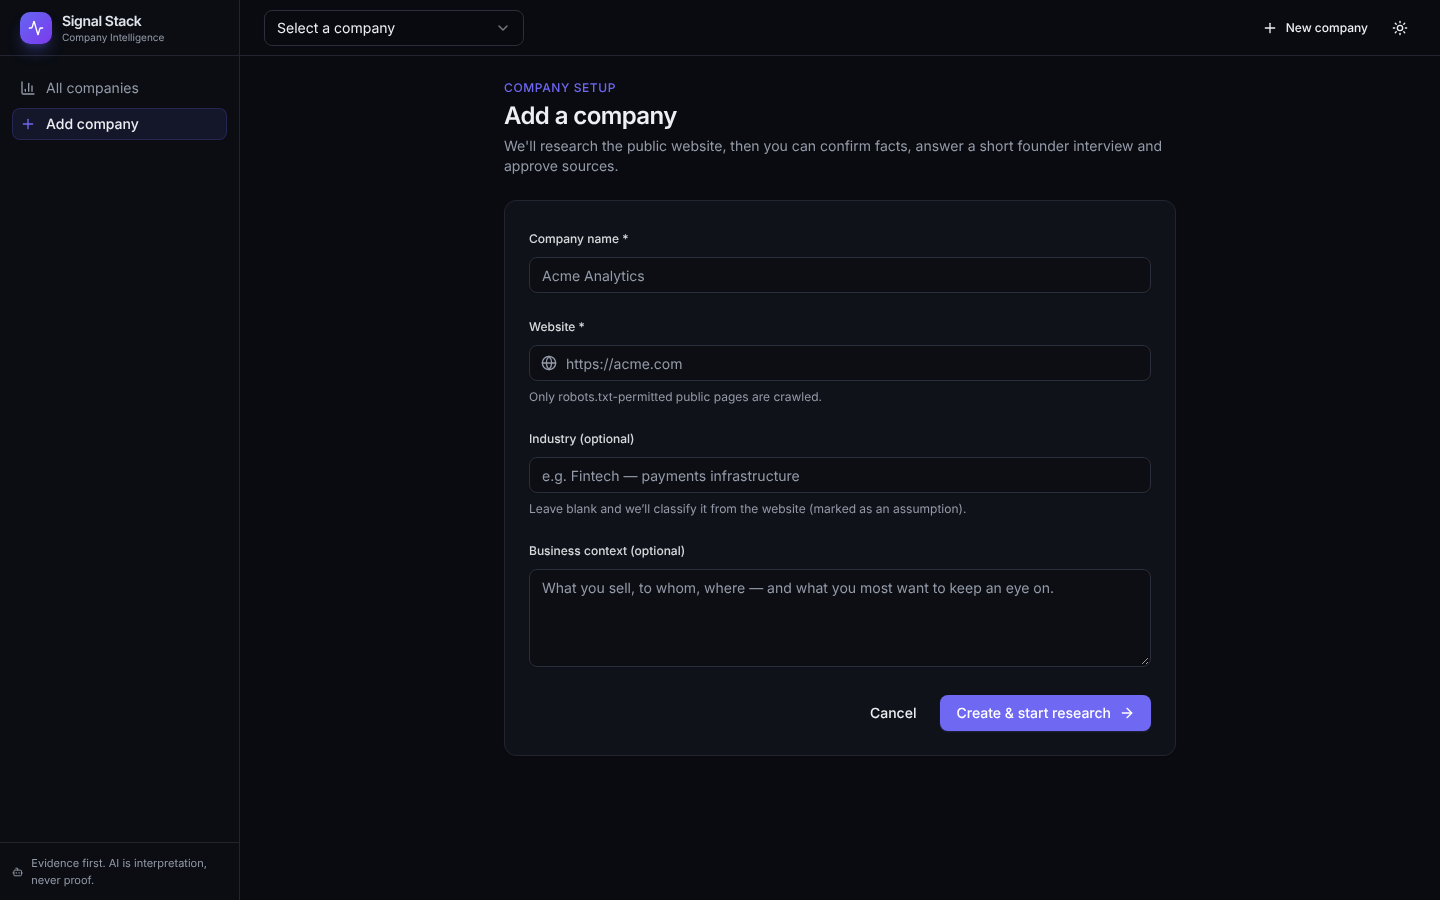 Signal Stack
Company Intelligence
Select a company
New company
All companies
Add company
COMPANY SETUP
Add a company
We'll research the public website, then you can confirm facts, answer a short founder interview and
approve sources.
Company name *
Acme Analytics
Website *
https://acme.com
Only robots.txt-permitted public pages are crawled.
Industry (optional)
e.g. Fintech — payments infrastructure
Leave blank and we’ll classify it from the website (marked as an assumption).
Business context (optional)
What you sell, to whom, where — and what you most want to keep an eye on.
Cancel
Create & start research
Evidence first. AI is interpretation,
never proof.